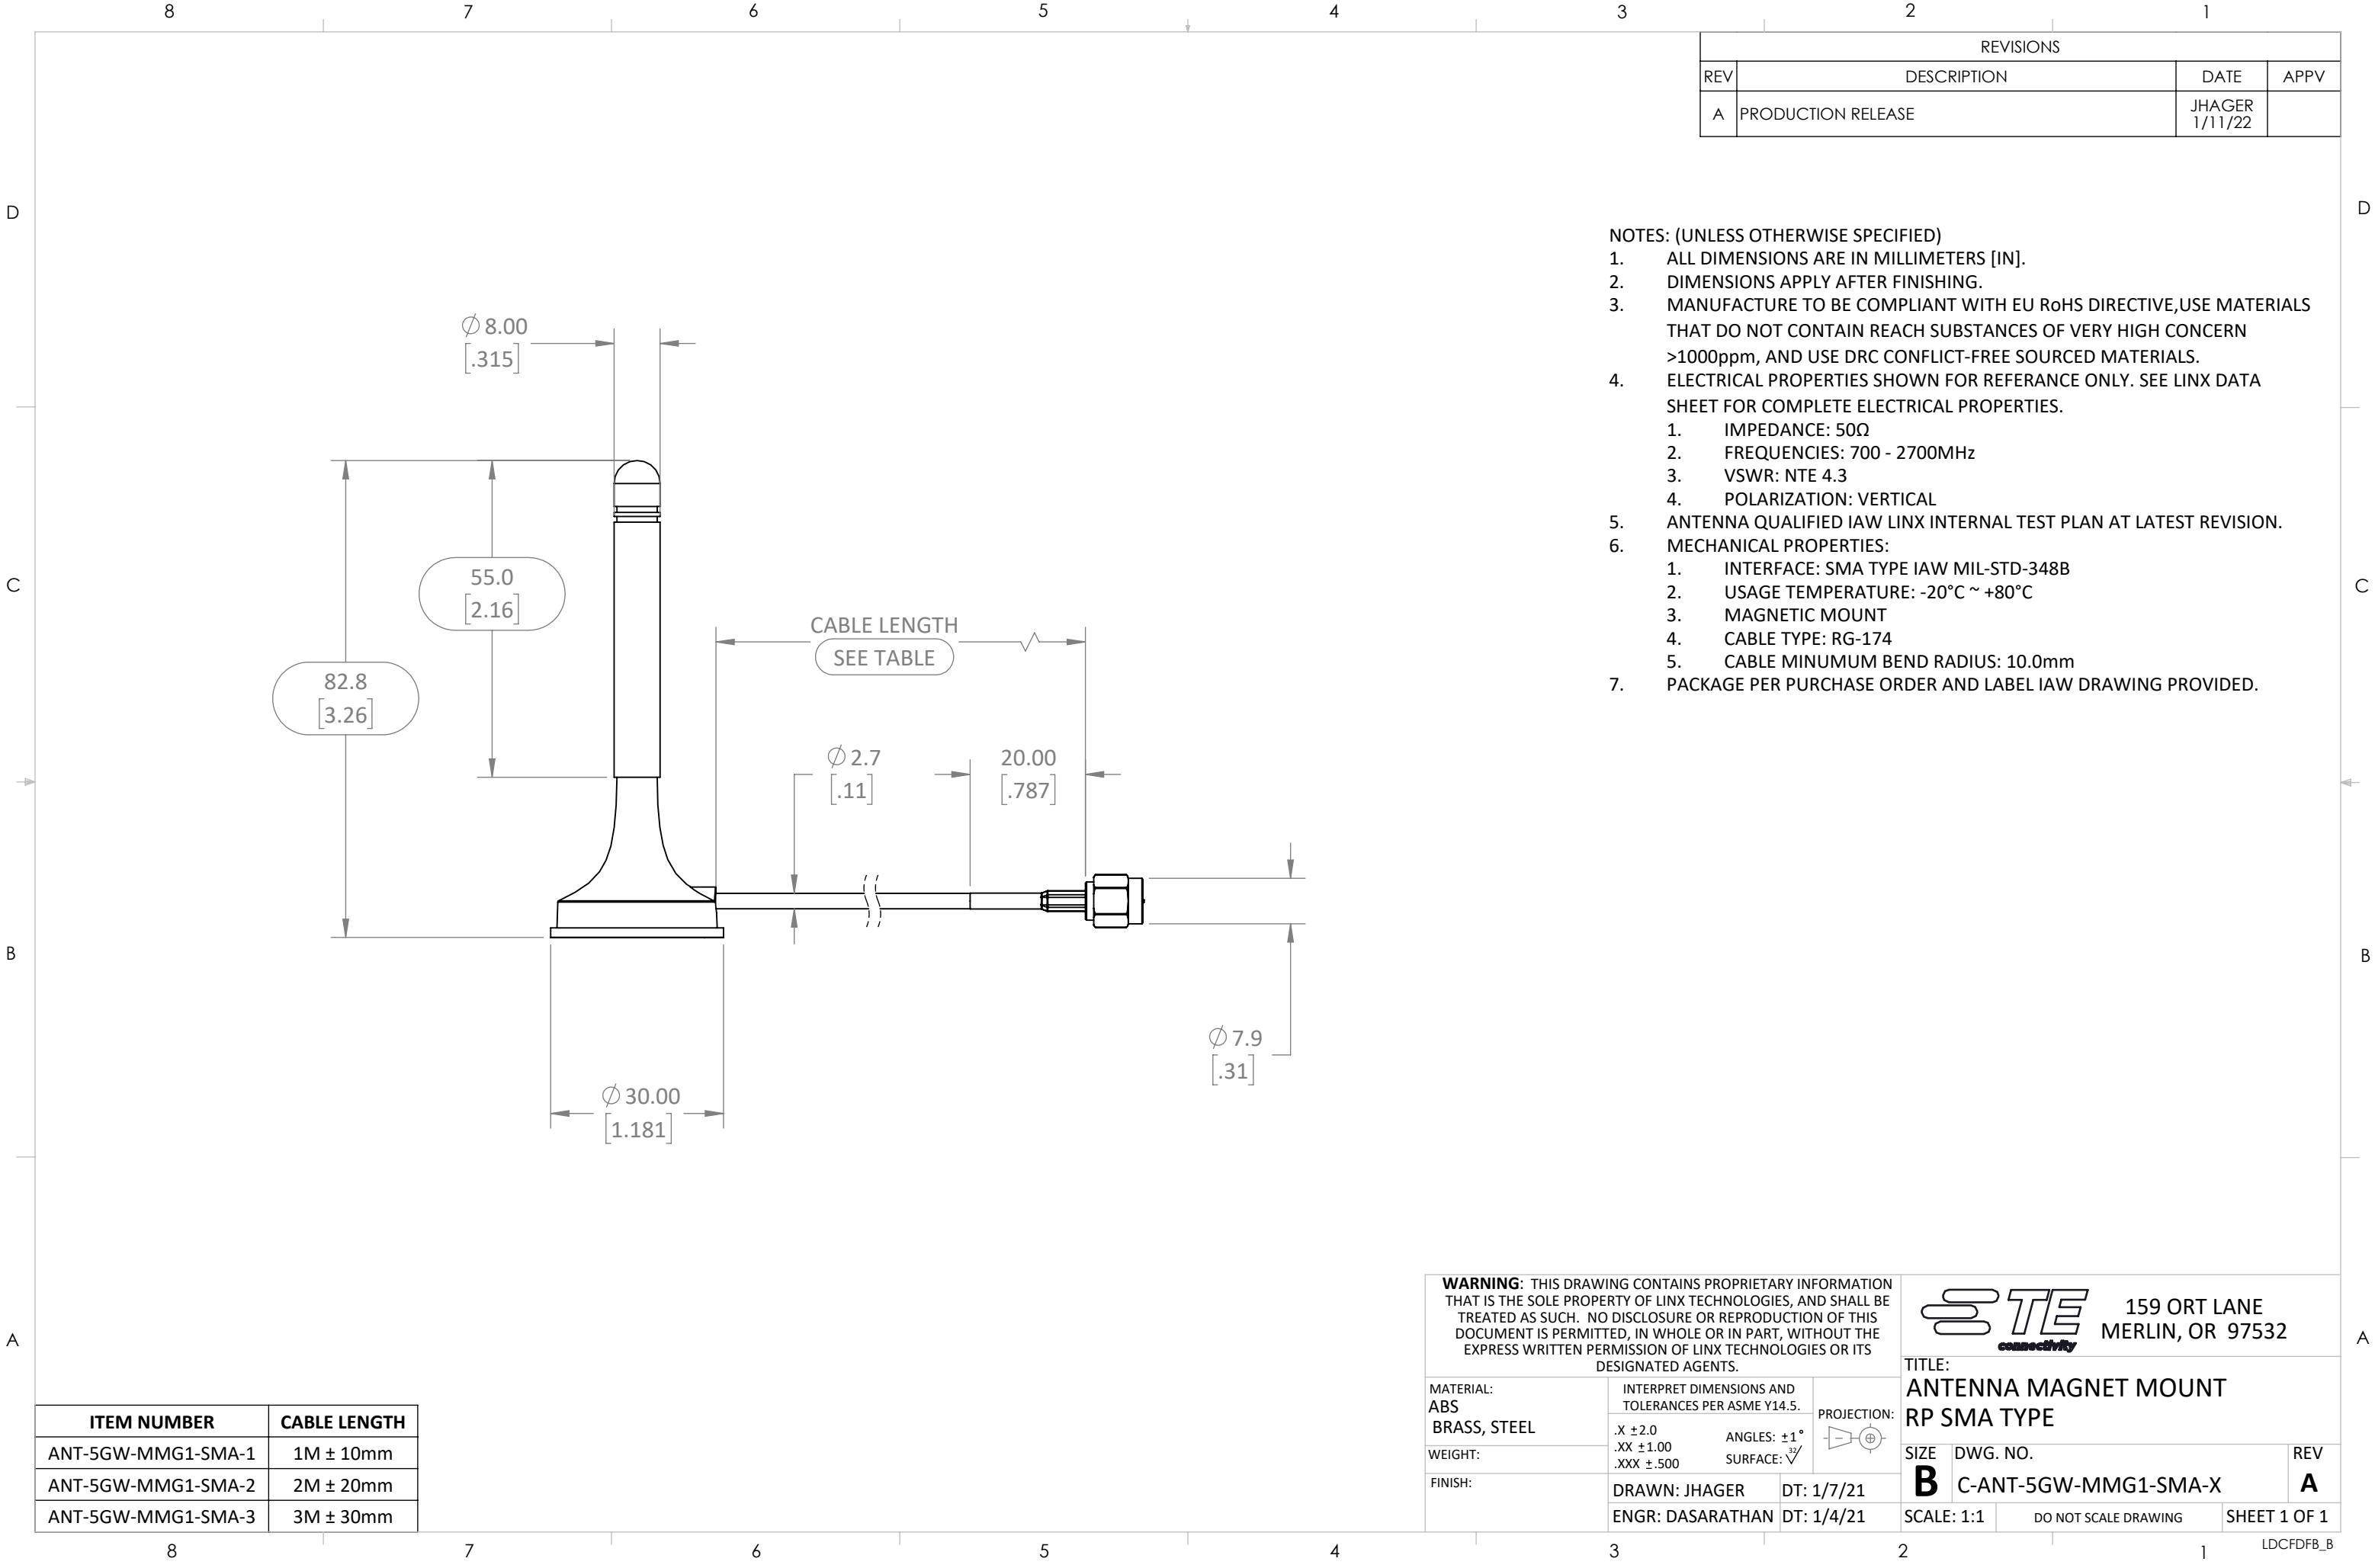 8 7 6 5 4 3 2 1
REVISIONS
REV DESCRIPTION DATE APPV
A PRODUCTION RELEASE JHAGER 1/11/22
D D
NOTES: (UNLESS OTHERWISE SPECIFIED)
1. ALL DIMENSIONS ARE IN MILLIMETERS [IN].
2. DIMENSIONS APPLY AFTER FINISHING.
3. MANUFACTURE TO BE COMPLIANT WITH EU RoHS DIRECTIVE,USE MATERIALS
THAT DO NOT CONTAIN REACH SUBSTANCES OF VERY HIGH CONCERN
>1000ppm, AND USE DRC CONFLICT-FREE SOURCED MATERIALS.
4. ELECTRICAL PROPERTIES SHOWN FOR REFERANCE ONLY. SEE LINX DATA
SHEET FOR COMPLETE ELECTRICAL PROPERTIES.
1. IMPEDANCE: 50Ω
2. FREQUENCIES: 700 - 2700MHz
3. VSWR: NTE 4.3
4. POLARIZATION: VERTICAL
5. ANTENNA QUALIFIED IAW LINX INTERNAL TEST PLAN AT LATEST REVISION.
6. MECHANICAL PROPERTIES:
1. INTERFACE: SMA TYPE IAW MIL-STD-348B
2. USAGE TEMPERATURE: -20°C ~ +80°C
3. MAGNETIC MOUNT
4. CABLE TYPE: RG-174
5. CABLE MINUMUM BEND RADIUS: 10.0mm
7. PACKAGE PER PURCHASE ORDER AND LABEL IAW DRAWING PROVIDED.
∅ 8.00
[.315]
55.0
[2.16]
C C
CABLE LENGTH
SEE TABLE
82.8
[3.26]
∅ 2.7
[.11]
20.00
[.787]
B B
∅ 7.9
[.31]
∅ 30.00
[1.181]
A A
WARNING: THIS DRAWING CONTAINS PROPRIETARY INFORMATION
THAT IS THE SOLE PROPERTY OF LINX TECHNOLOGIES, AND SHALL BE
TREATED AS SUCH. NO DISCLOSURE OR REPRODUCTION OF THIS
DOCUMENT IS PERMITTED, IN WHOLE OR IN PART, WITHOUT THE
EXPRESS WRITTEN PERMISSION OF LINX TECHNOLOGIES OR ITS
DESIGNATED AGENTS.
TE
connectivity
159 ORT LANE
MERLIN, OR 97532
TITLE:
ANTENNA MAGNET MOUNT
RP SMA TYPE
MATERIAL:
ABS
BRASS, STEEL
WEIGHT:
FINISH:
INTERPRET DIMENSIONS AND
TOLERANCES PER ASME Y14.5.
.X ±2.0
.XX ±1.00
.XXX ±.500
ANGLES: ±1°
SURFACE: 32
PROJECTION:
DRAWN: JHAGER DT: 1/7/21
ENGR: DASARATHAN DT: 1/4/21
SIZE DWG. NO. REV
B C-ANT-5GW-MMG1-SMA-X A
SCALE: 1:1 DO NOT SCALE DRAWING SHEET 1 OF 1
ITEM NUMBER CABLE LENGTH
ANT-5GW-MMG1-SMA-1 1M ± 10mm
ANT-5GW-MMG1-SMA-2 2M ± 20mm
ANT-5GW-MMG1-SMA-3 3M ± 30mm
8 7 6 5 4 3 2 1
LDCFDFB_B